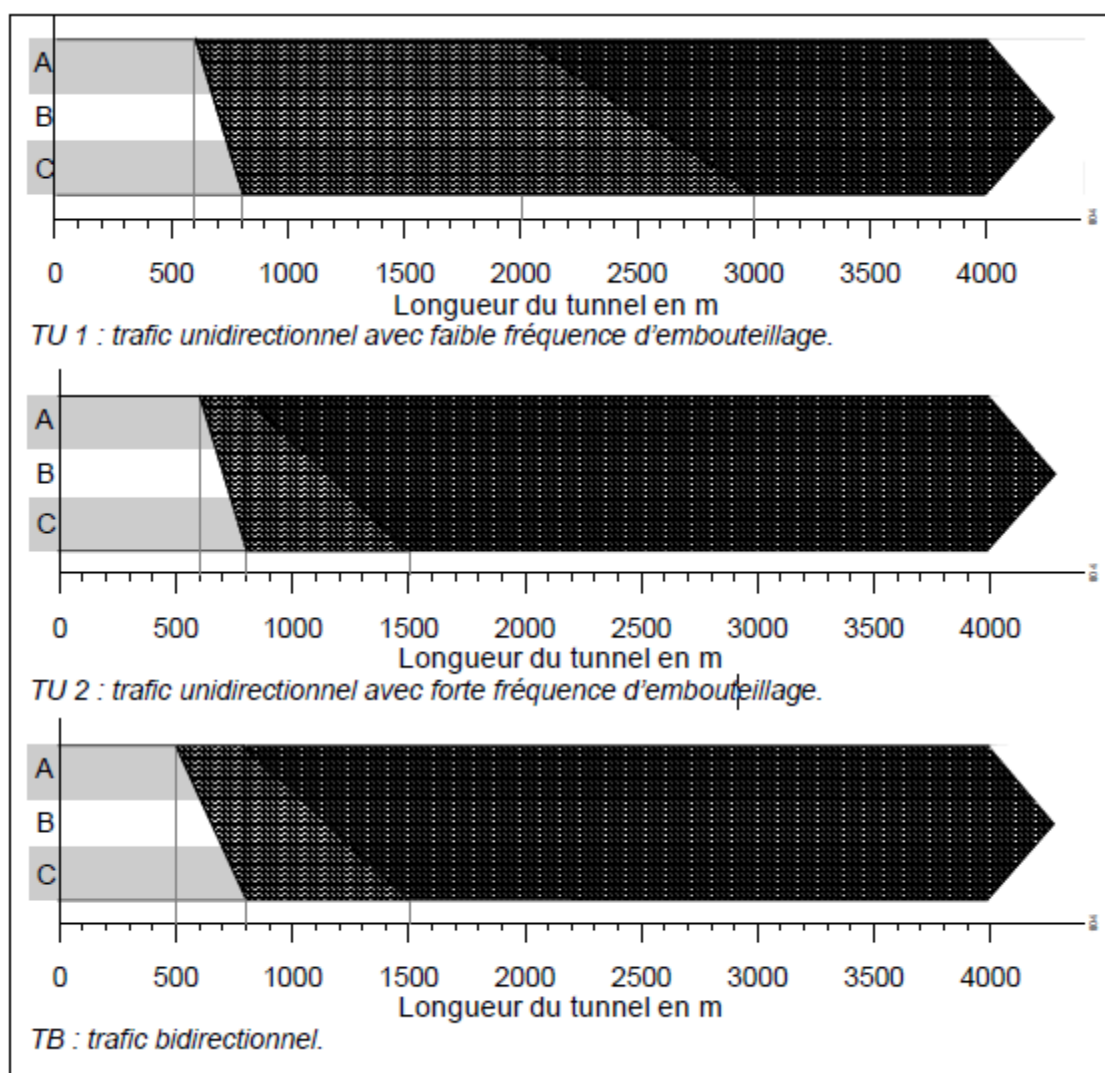 A
B
C
0 500 1000 1500 2000 2500 3000 3500 4000
Longueur du tunnel en m
TU 1 : trafic unidirectionnel avec faible fréquence d'embouteillage.
A
B
C
0 500 1000 1500 2000 2500 3000 3500 4000
Longueur du tunnel en m
TU 2 : trafic unidirectionnel avec forte fréquence d'embouteillage.
A
B
C
0 500 1000 1500 2000 2500 3000 3500 4000
Longueur du tunnel en m
TB : trafic bidirectionnel.